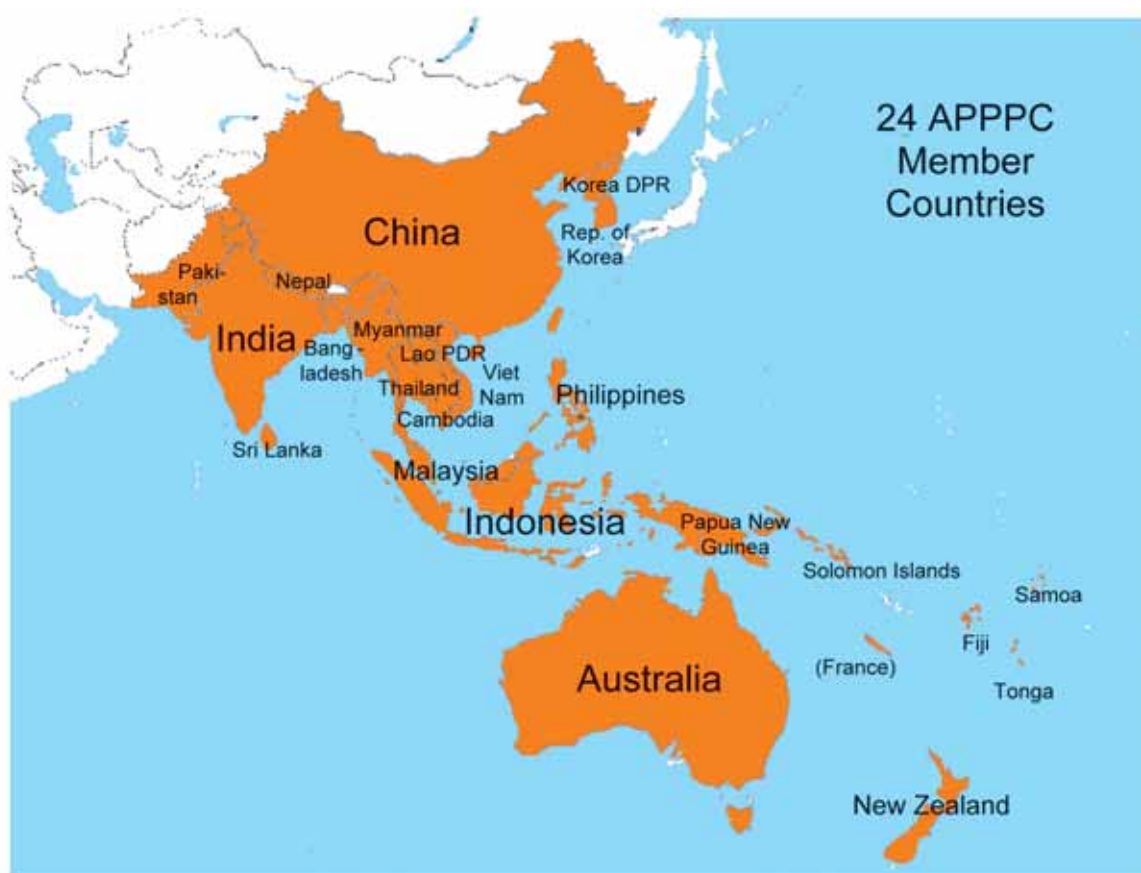 24 APPPC
Member
Countries
Korea DPR
China
Rep. of
Korea
Paki-
stan
Nepal
India
Myanmar
Bang-
ladesh
Lao PDR
Viet
Nam
Thailand
Philippines
Cambodia
Sri Lanka
Malaysia
Indonesia
Papua New
Guinea
Solomon Islands
Samoa
Fiji
(France)
Australia
Tonga
New Zealand